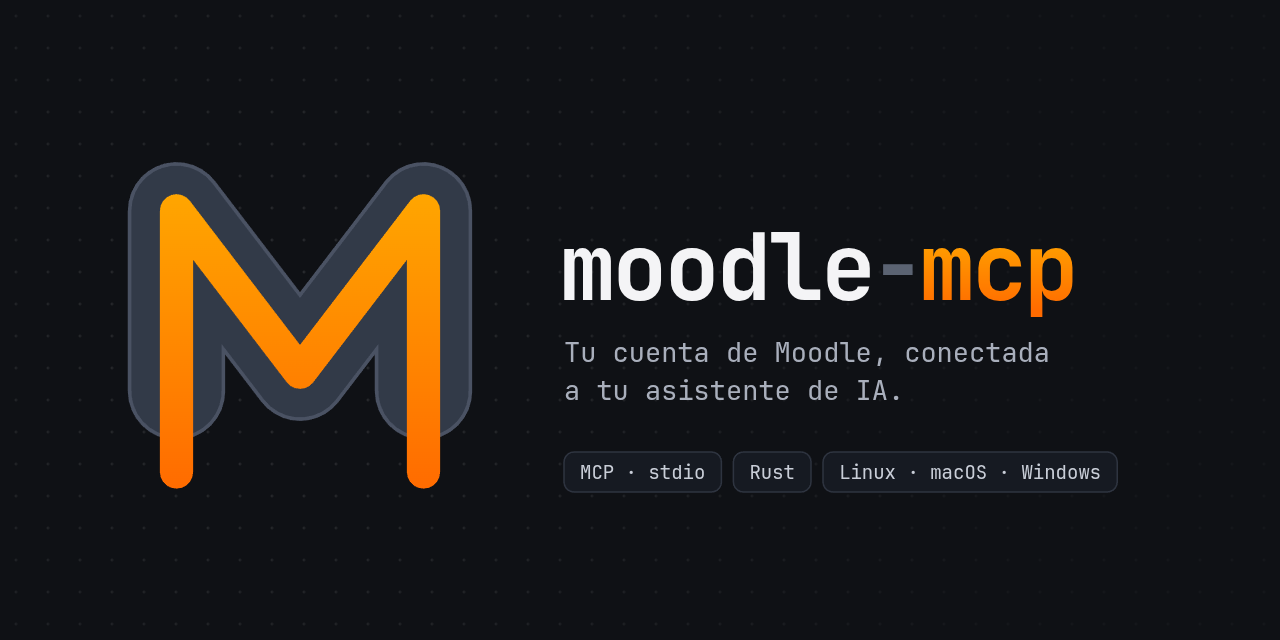 M
moodle-mcp
Tu cuenta de Moodle, conectada
a tu asistente de IA.
MCP · stdio
Rust
Linux · macOS · Windows